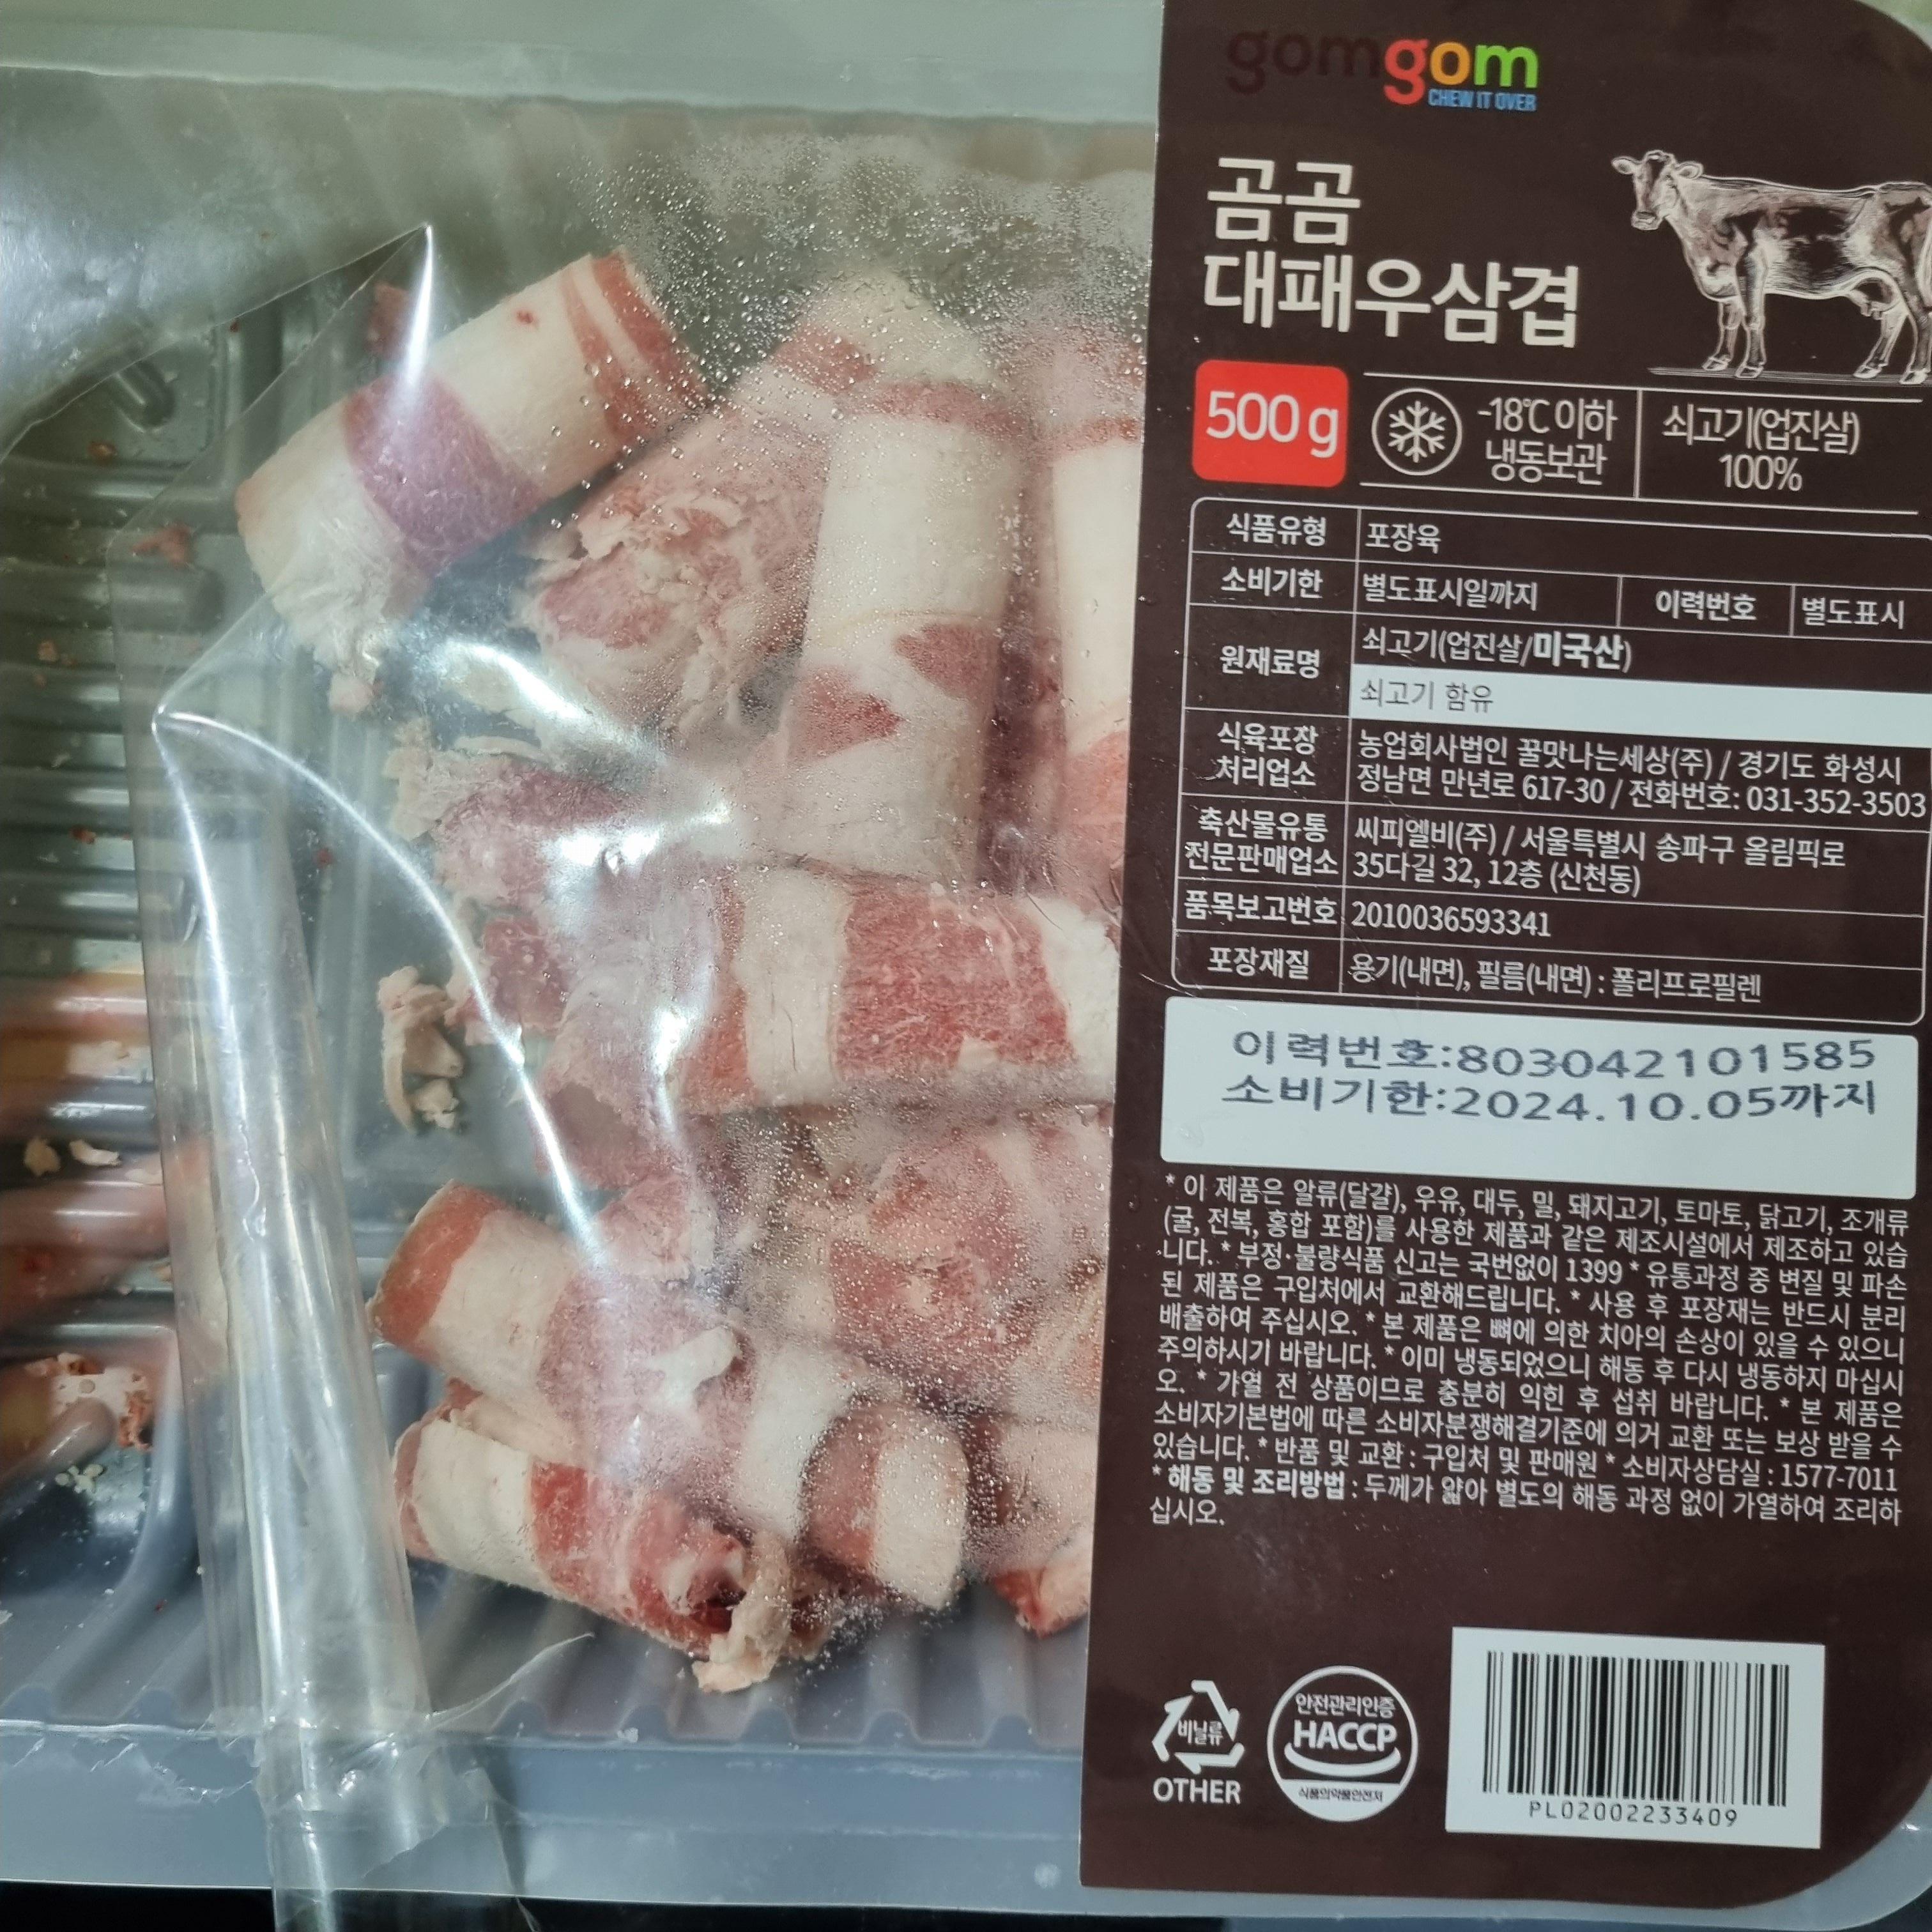 gomgom
CHEW IT OVER
곰곰
대패우삼겹
500 g
-18℃ 이하
냉동보관
쇠고기(업진살)
100%
식품유형 포장육
소비기한 별도표시일까지 이력번호 별도표시
원재료명 쇠고기(업진살/미국산)
쇠고기 함유
식육포장
처리업소
농업회사법인 꿀맛나는세상(주) / 경기도 화성시
정남면 만년로 617-30 / 전화번호: 031-352-3503
축산물유통
전문판매업소
씨피엘비(주) / 서울특별시 송파구 올림픽로
35다길 32, 12층 (신천동)
품목보고번호 2010036593341
포장재질 용기(내면), 필름(내면) : 폴리프로필렌
이력번호:803042101585
소비기한:2024.10.05까지
* 이 제품은 알류(달걀), 우유, 대두, 밀, 돼지고기, 토마토, 닭고기, 조개류
(굴, 전복, 홍합 포함)를 사용한 제품과 같은 제조시설에서 제조하고 있습
니다. * 부정·불량식품 신고는 국번없이 1399 * 유통과정 중 변질 및 파손
된 제품은 구입처에서 교환해드립니다. * 사용 후 포장재는 반드시 분리
배출하여 주십시오. * 본 제품은 뼈에 의한 치아의 손상이 있을 수 있으니
주의하시기 바랍니다. * 이미 냉동되었으니 해동 후 다시 냉동하지 마십시
오. * 가열 전 상품이므로 충분히 익힌 후 섭취 바랍니다. * 본 제품은
소비자기본법에 따른 소비자분쟁해결기준에 의거 교환 또는 보상 받을 수
있습니다. * 반품 및 교환 : 구입처 및 판매원 * 소비자상담실 : 1577-7011
* 해동 및 조리방법 : 두께가 얇아 별도의 해동 과정 없이 가열하여 조리하
십시오.
비닐류
OTHER
안전관리인증
HACCP
식품의약품안전처
PL02002233409